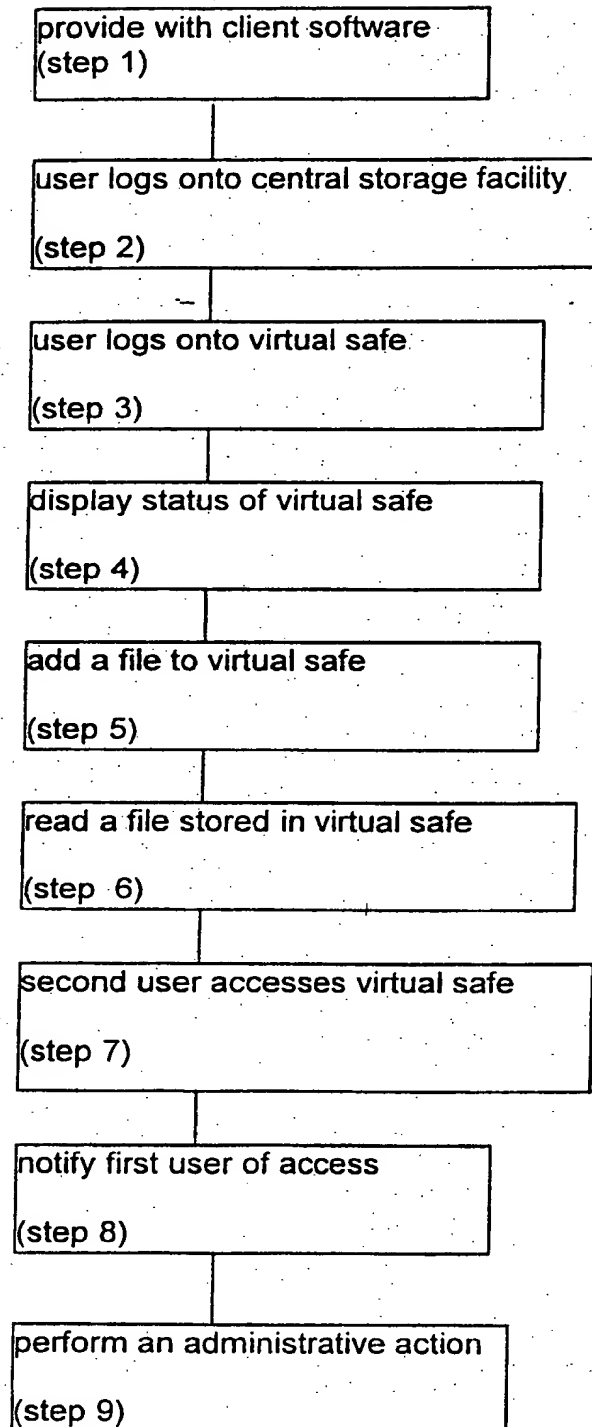 provide with client software
(step 1)
user logs onto central storage facility
(step 2)
user logs onto virtual safe
(step 3)
display status of virtual safe
(step 4)
add a file to virtual safe
(step 5)
read a file stored in virtual safe
(step 6)
second user accesses virtual safe
(step 7)
notify first user of access
(step 8)
perform an administrative action
(step 9)